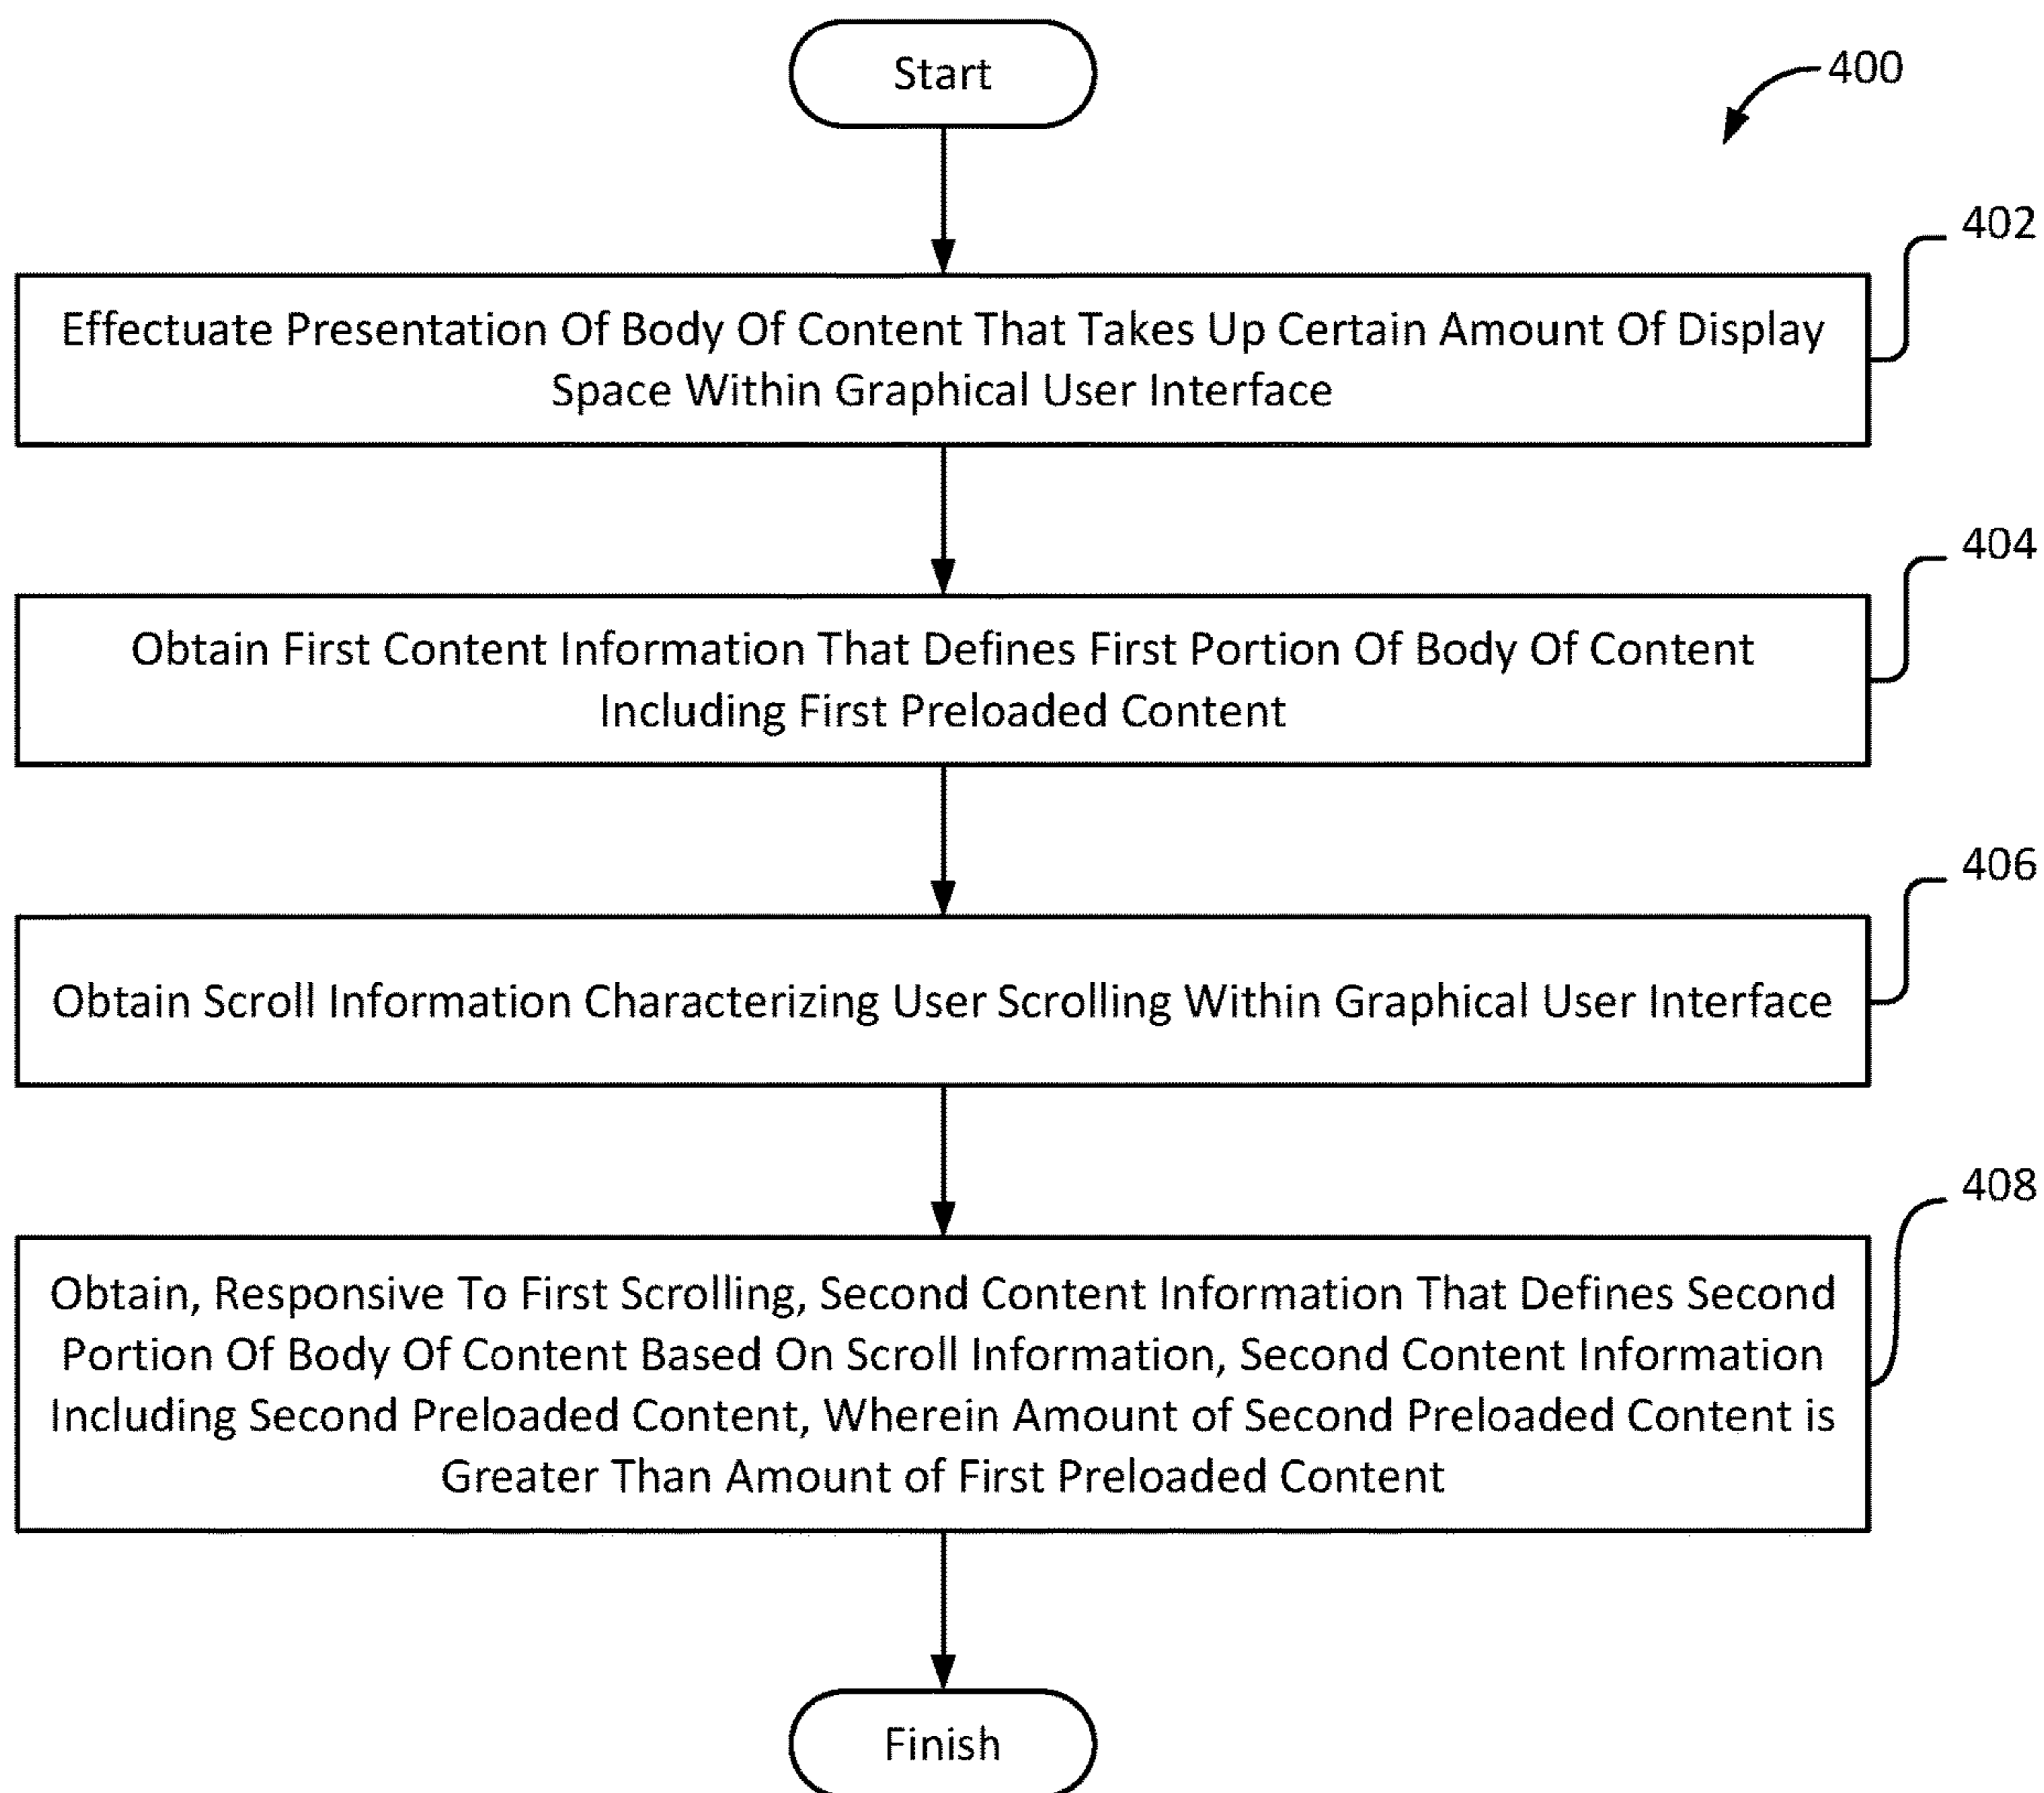 Start
400
402
Effectuate Presentation Of Body Of Content That Takes Up Certain Amount Of Display
Space Within Graphical User Interface
404
Obtain First Content Information That Defines First Portion Of Body Of Content
Including First Preloaded Content
406
Obtain Scroll Information Characterizing User Scrolling Within Graphical User Interface
408
Obtain, Responsive To First Scrolling, Second Content Information That Defines Second
Portion Of Body Of Content Based On Scroll Information, Second Content Information
Including Second Preloaded Content, Wherein Amount of Second Preloaded Content is
Greater Than Amount of First Preloaded Content
Finish